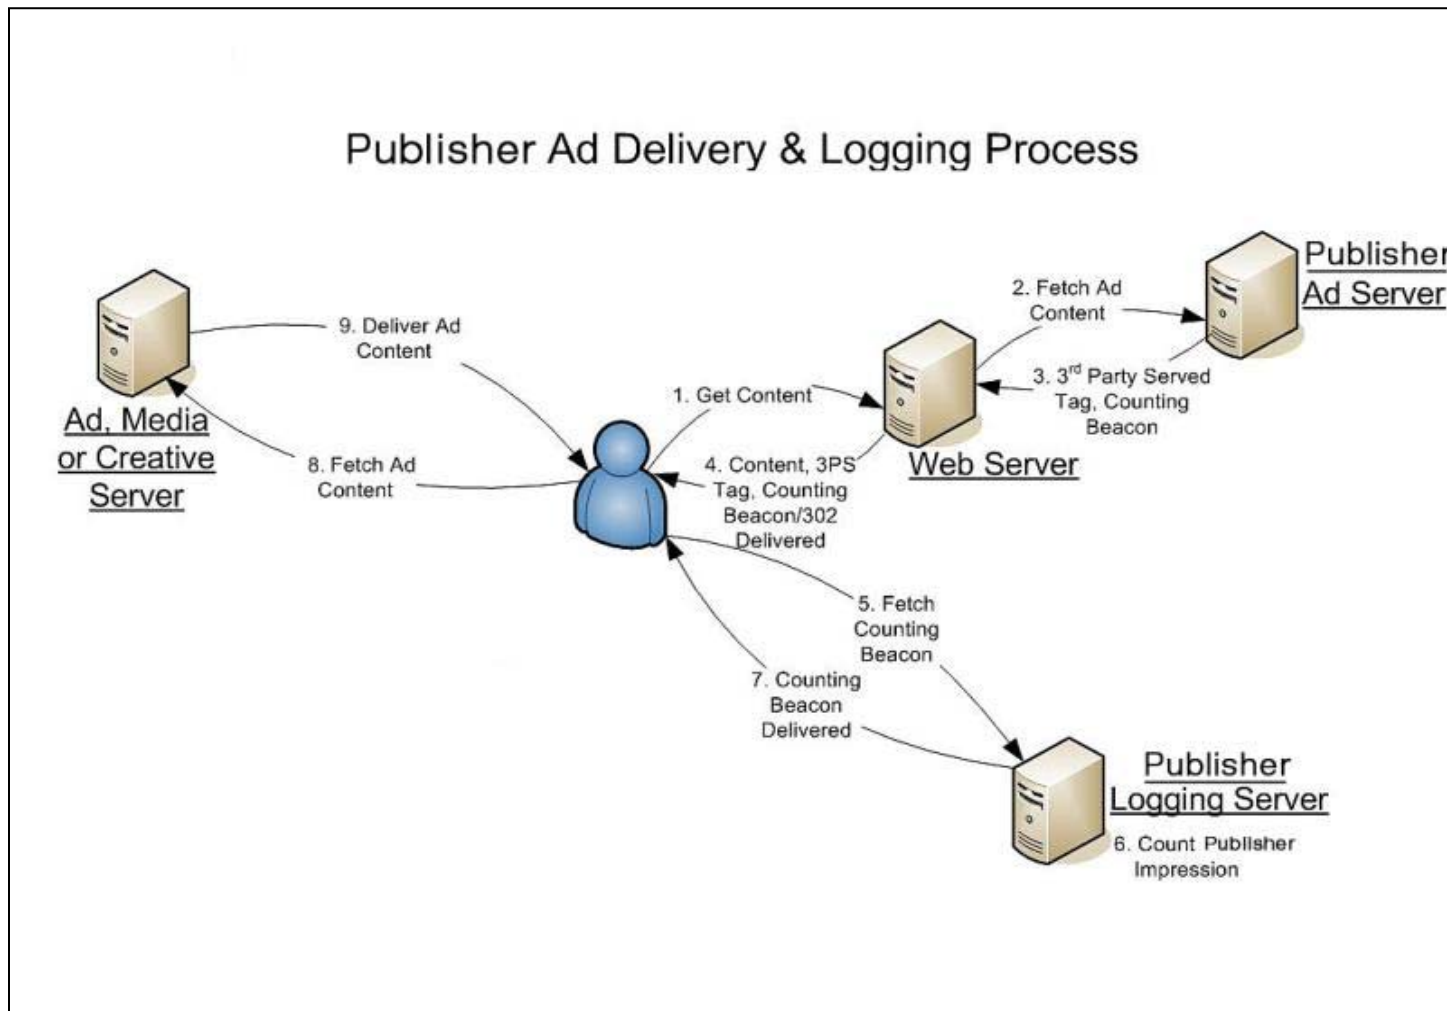 Publisher Ad Delivery & Logging Process
Publisher
Ad Server
2. Fetch Ad
Content
3. 3rd Party Served
Tag, Counting
Beacon
9. Deliver Ad
Content
1. Get Content
Ad, Media
or Creative
Server
8. Fetch Ad
Content
4. Content, 3PS
Tag, Counting
Beacon/302
Delivered
Web Server
5. Fetch
Counting
Beacon
7. Counting
Beacon
Delivered
Publisher
Logging Server
6. Count Publisher
Impression